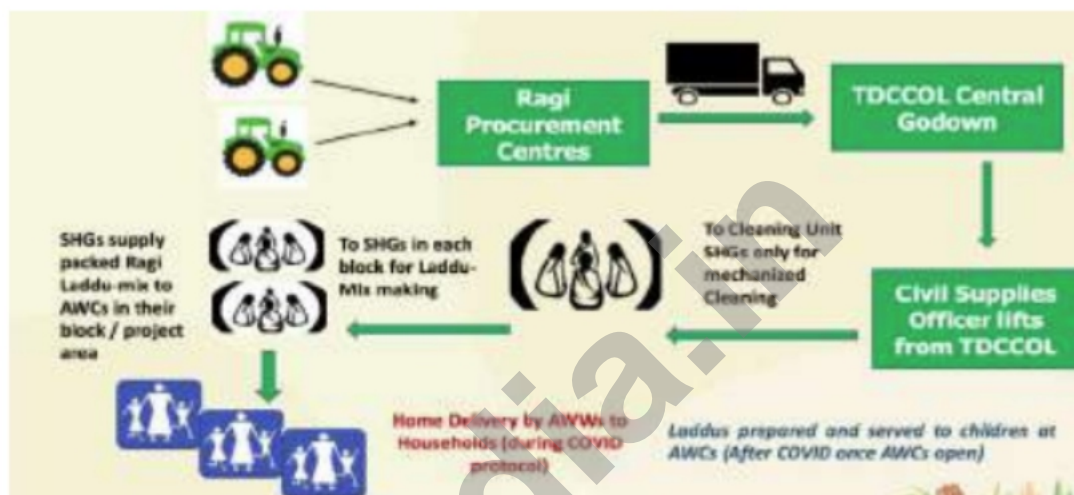 Ragi
Procurement
Centres
TDCCOL Central
Godown
Civil Supplies
Officer lifts
from TDCCOL
To Cleaning Unit
SHGs only for
mechanized
Cleaning
To SHGs in each
block for Laddu-
Mix making
SHGs supply
packed Ragi
Laddu-mix to
AWCs in their
block / project
area
Home Delivery by AWWs to
Households (during COVID
protocol)
Laddus prepared and served to children at
AWCs (After COVID once AWCs open)
dia.in